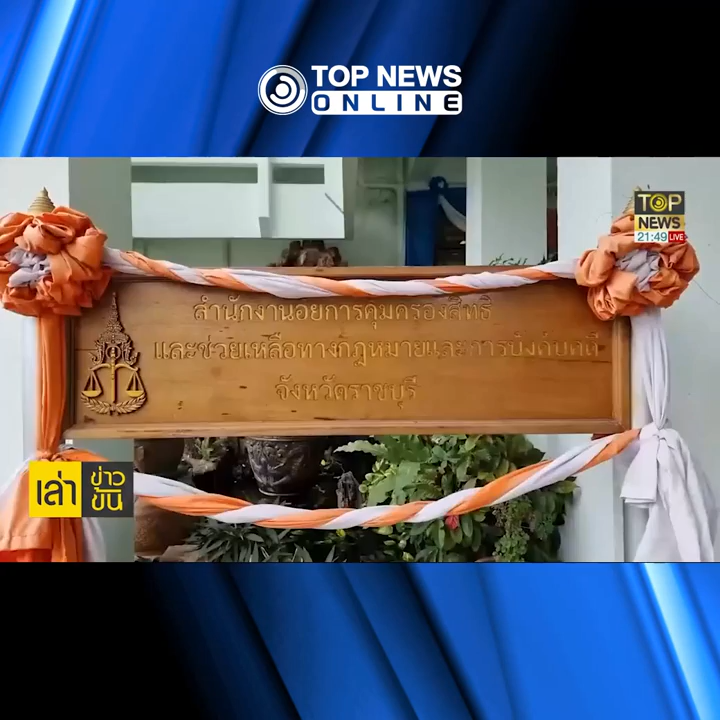 TOP NEWS
ONLINE
TOP
NEWS
21:49 LIVE
สำนักงานอัยการคุ้มครองสิทธิ
และช่วยเหลือทางกฎหมายและการบังคับคดี
จังหวัดราชบุรี
เล่า
ข่าว
ข้น